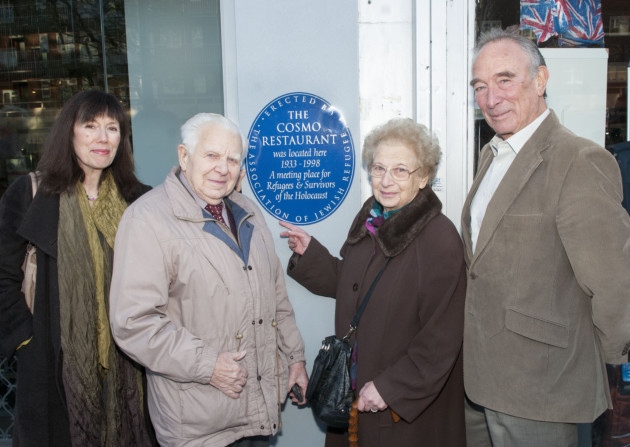 ERECTED BY
THE ASSOCIATION OF JEWISH REFUGEES
THE
COSMO
RESTAURANT
was located here
1933 - 1998
A meeting place for
Refugees & Survivors
of the Holocaust